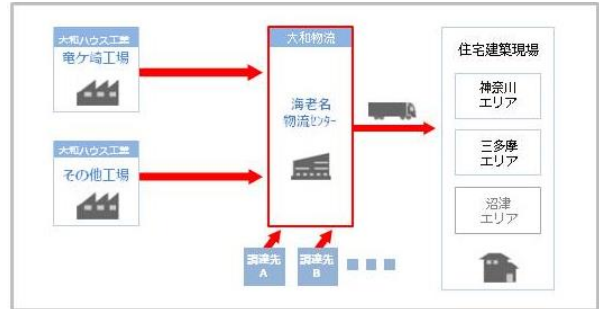 大和ハウス工業
竜ケ崎工場
大和ハウス工業
その他工場
大和物流
海老名
物流センター
調達先
A
調達先
B
住宅建築現場
神奈川
エリア
三多摩
エリア
沼津
エリア